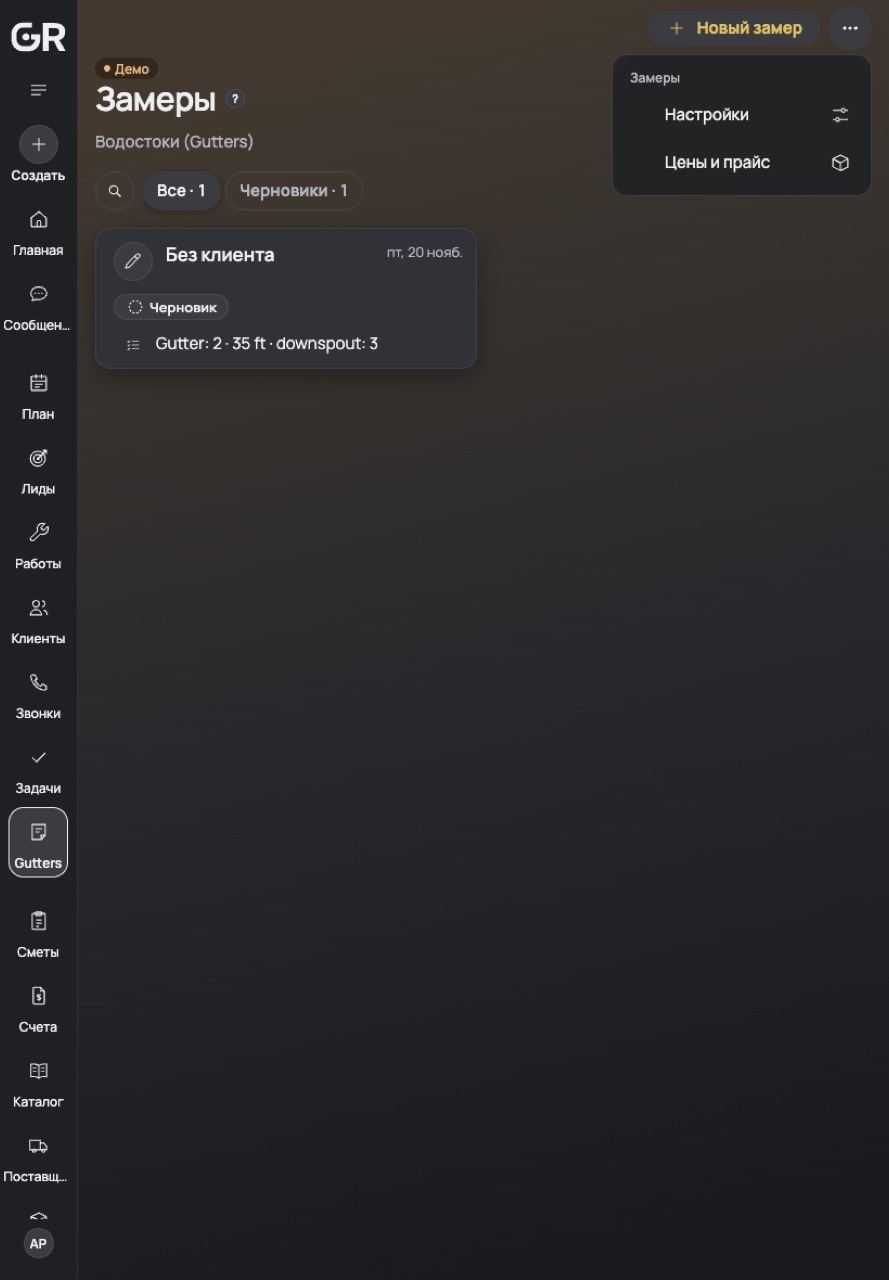 GR
Создать
Главная
Сообщен...
План
Лиды
Работы
Клиенты
Звонки
Задачи
Gutters
Сметы
Счета
Каталог
Поставщ...
AP
+ Новый замер
Демо
Замеры ?
Водостоки (Gutters)
Все · 1
Черновики · 1
Без клиента
пт, 20 нояб.
Черновик
Gutter: 2 · 35 ft · downspout: 3
Замеры
Настройки
Цены и прайс